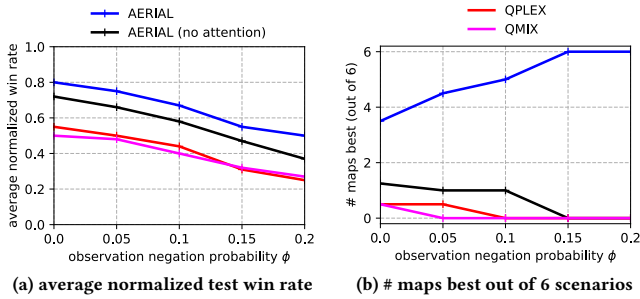 AERIAL
AERIAL (no attention)
QPLEX
QMIX
average normalized win rate
1.0
0.8
0.6
0.4
0.2
0.0
0.0 0.05 0.1 0.15 0.2
observation negation probability ϕ
(a) average normalized test win rate
# maps best (out of 6)
6
4
2
0
0.0 0.05 0.1 0.15 0.2
observation negation probability ϕ
(b) # maps best out of 6 scenarios